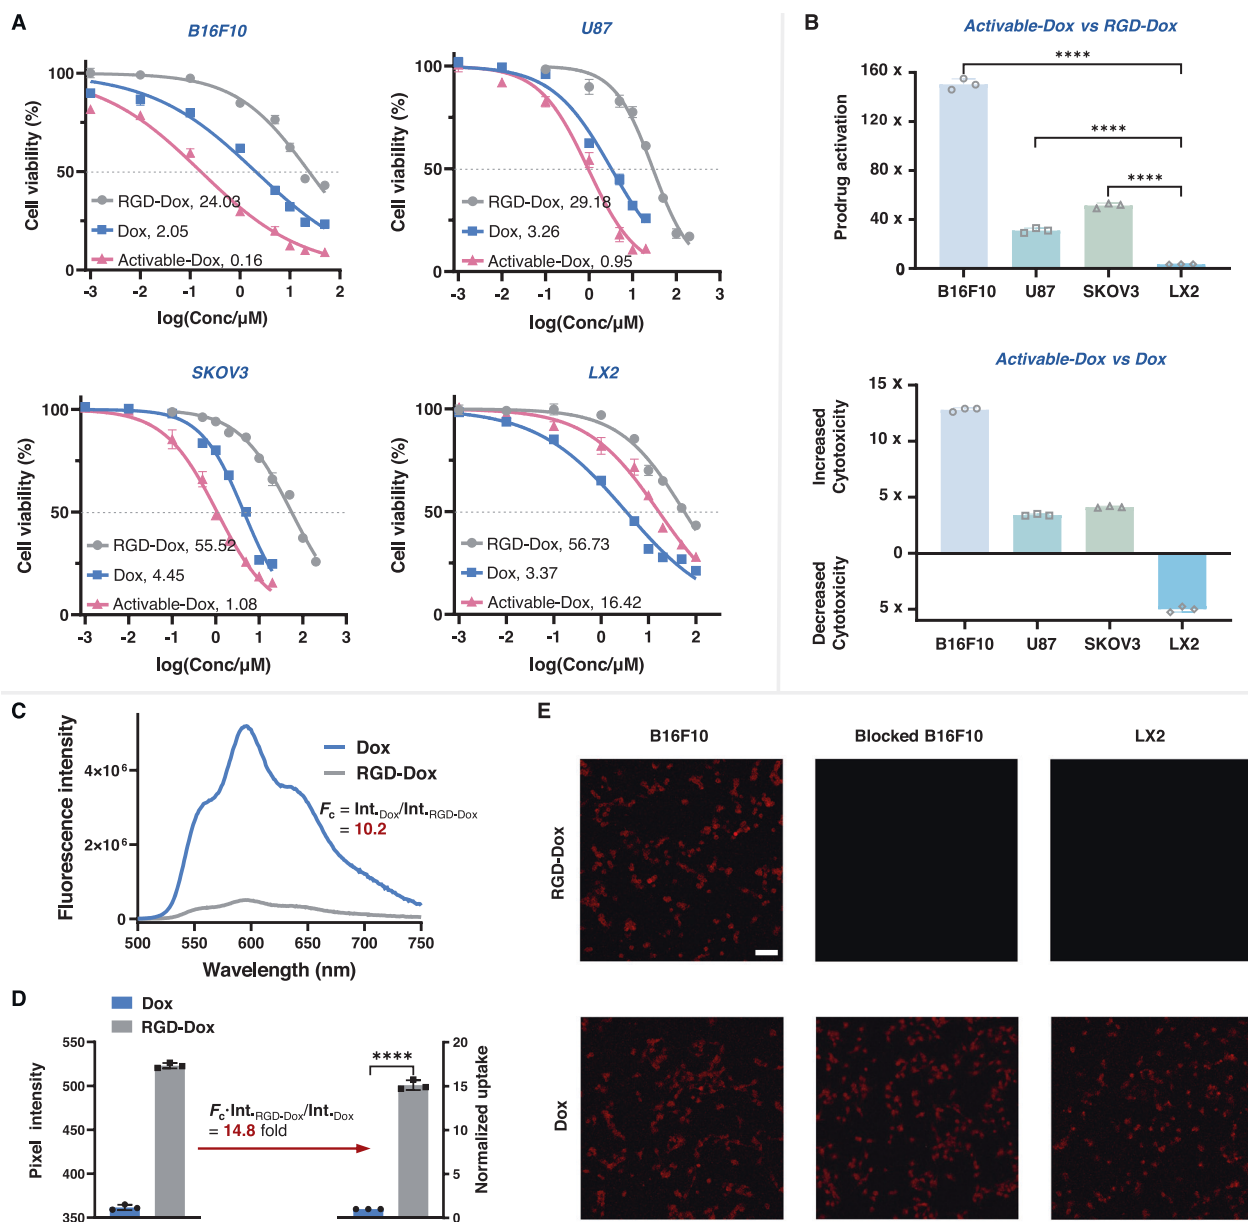 A
B16F10
Cell viability (%)
100
50
0
RGD-Dox, 24.03
Dox, 2.05
Activable-Dox, 0.16
-3 -2 -1 0 1 2
log(Conc/µM)
U87
Cell viability (%)
100
50
0
RGD-Dox, 29.18
Dox, 3.26
Activable-Dox, 0.95
-3 -2 -1 0 1 2 3
log(Conc/µM)
SKOV3
Cell viability (%)
100
50
0
RGD-Dox, 55.52
Dox, 4.45
Activable-Dox, 1.08
-3 -2 -1 0 1 2 3
log(Conc/µM)
LX2
Cell viability (%)
100
50
0
RGD-Dox, 56.73
Dox, 3.37
Activable-Dox, 16.42
-3 -2 -1 0 1 2
log(Conc/µM)
B
Activable-Dox vs RGD-Dox
Prodrug activation
160 x
120 x
80 x
40 x
0
****
****
****
B16F10 U87 SKOV3 LX2
Activable-Dox vs Dox
Increased
Cytotoxicity
Decreased
Cytotoxicity
15 x
10 x
5 x
0
5 x
B16F10 U87 SKOV3 LX2
C
Fluorescence intensity
4×10⁶
2×10⁶
0
Dox
RGD-Dox
Fc = Int.Dox/Int.RGD-Dox
= 10.2
500 550 600 650 700 750
Wavelength (nm)
D
Dox
RGD-Dox
Pixel intensity
550
500
450
400
350
Fc·Int.RGD-Dox/Int.Dox
= 14.8 fold
****
20
15
10
5
0
Normalized uptake
E
B16F10 Blocked B16F10 LX2
RGD-Dox
Dox